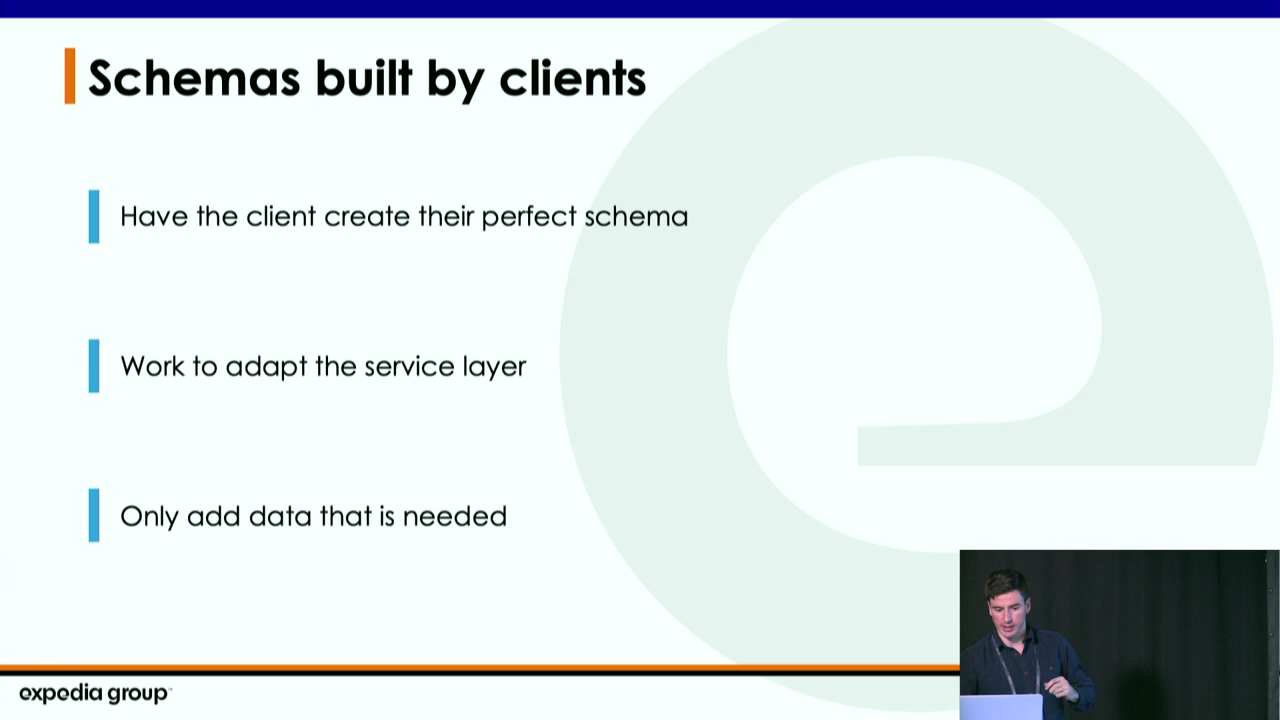 Schemas built by clients
Have the client create their perfect schema
Work to adapt the service layer
Only add data that is needed
expedia group™